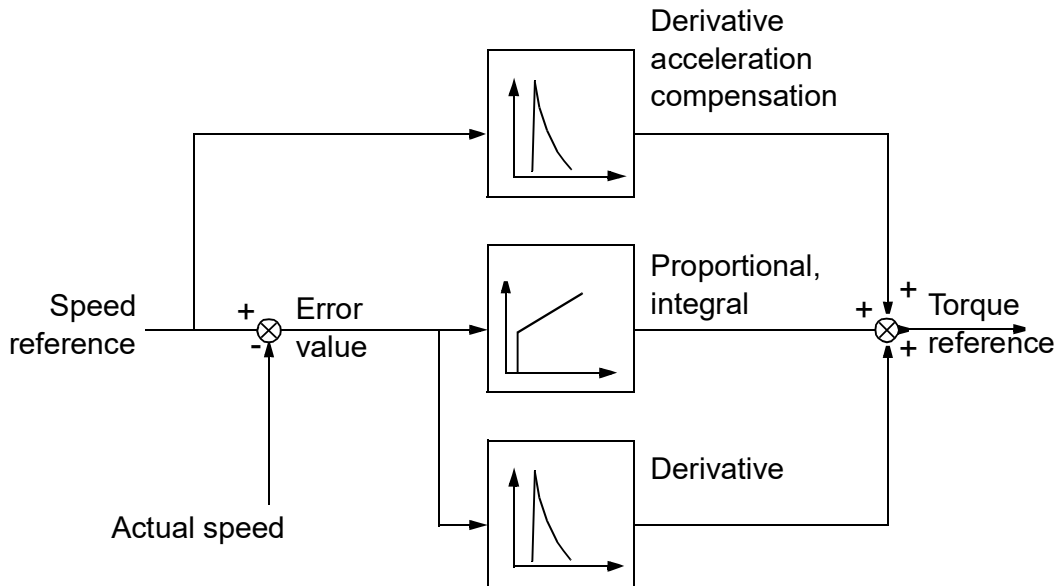 Derivative
acceleration
compensation
Proportional,
integral
Speed
reference
+
-
Error
value
+
+
+
Torque
reference
Derivative
Actual speed